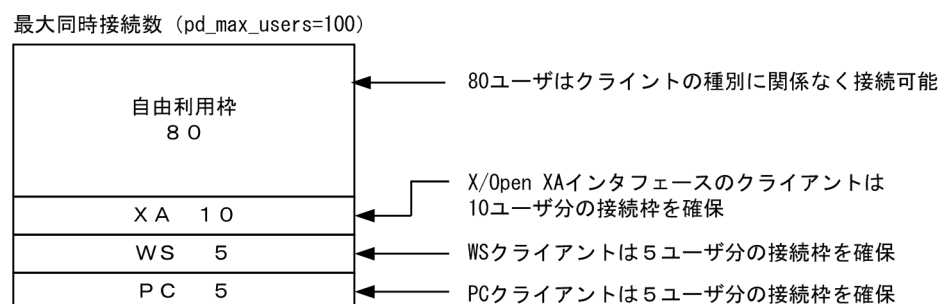 最大同時接続数（pd_max_users=100）
自由利用枠
８０
80ユーザはクライントの種別に関係なく接続可能
ＸＡ　１０
X/Open XAインタフェースのクライアントは
10ユーザ分の接続枠を確保
ＷＳ　５
WSクライアントは５ユーザ分の接続枠を確保
ＰＣ　５
PCクライアントは５ユーザ分の接続枠を確保